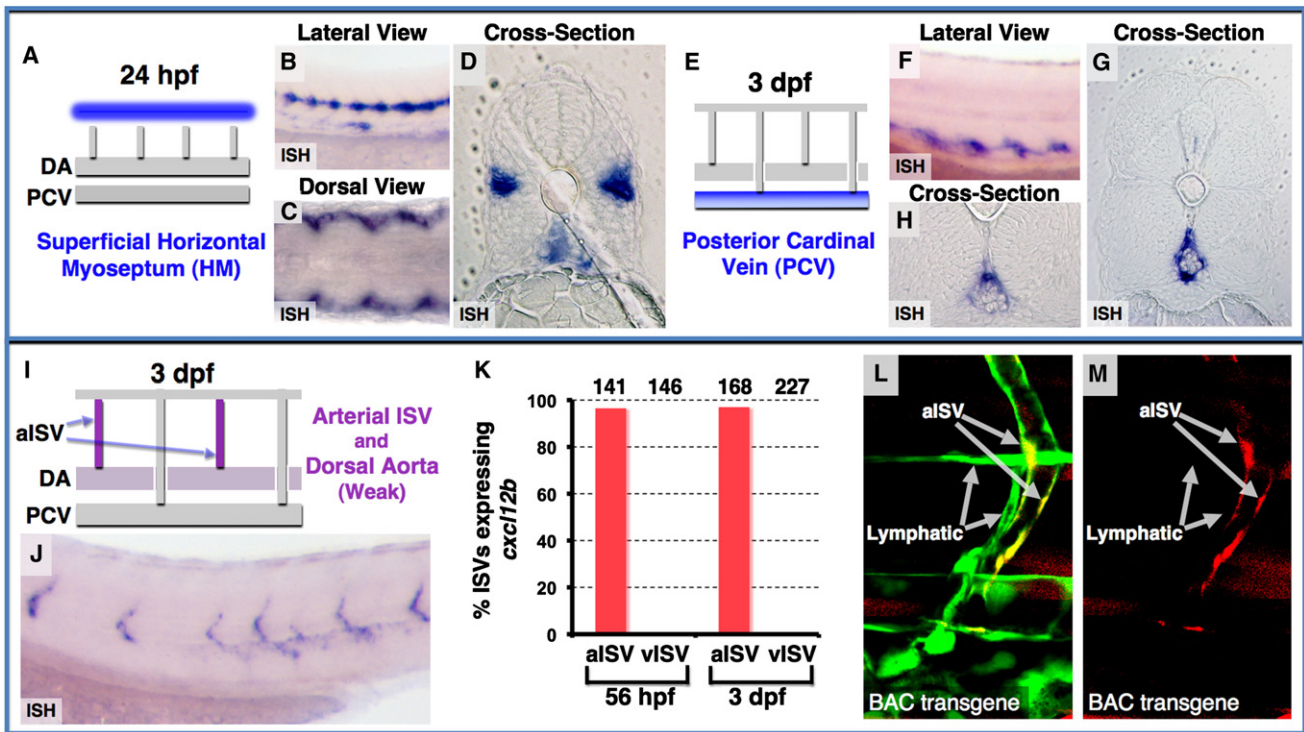 A
24 hpf
DA
PCV
Superficial Horizontal
Myoseptum (HM)
Lateral View
B
ISH
Dorsal View
C
ISH
Cross-Section
D
ISH
E
3 dpf
Posterior Cardinal
Vein (PCV)
Lateral View
F
ISH
Cross-Section
H
ISH
Cross-Section
G
ISH
I
3 dpf
aISV
DA
PCV
Arterial ISV
and
Dorsal Aorta
(Weak)
J
ISH
K
141 146 168 227
% ISVs expressing
cxcl12b
100
80
60
40
20
0
aISV vISV aISV vISV
56 hpf 3 dpf
L
aISV
Lymphatic
BAC transgene
M
aISV
Lymphatic
BAC transgene